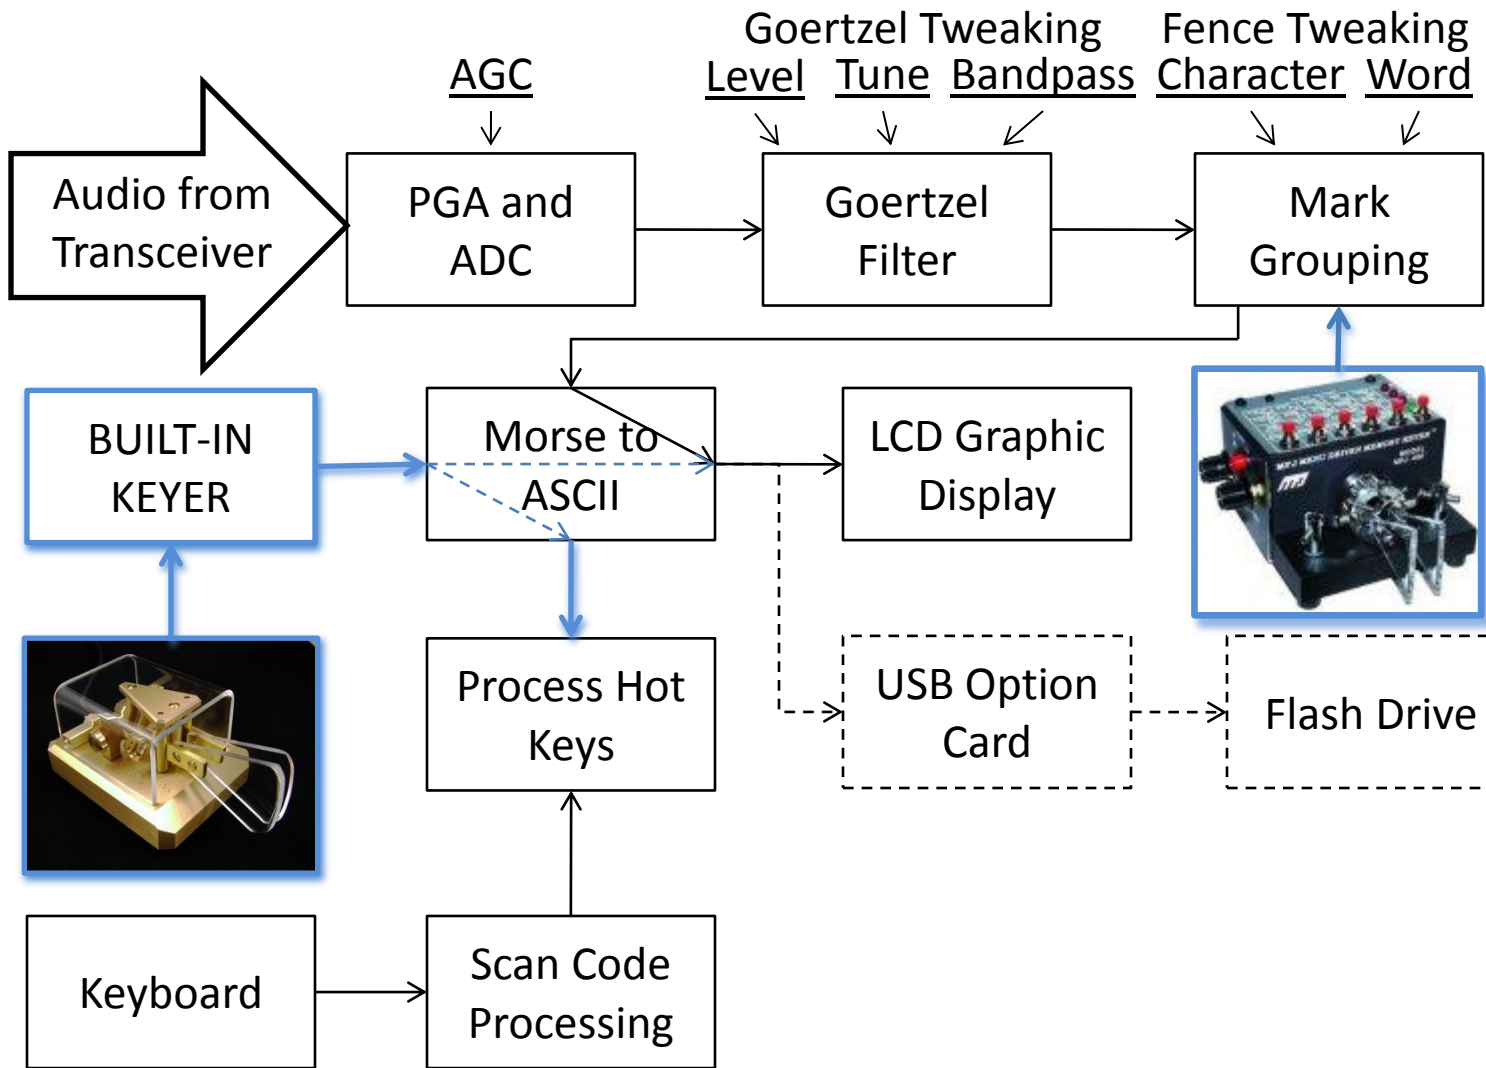 Goertzel Tweaking
Fence Tweaking
AGC
Level Tune Bandpass
Character Word
Audio from
Transceiver
PGA and
ADC
Goertzel
Filter
Mark
Grouping
BUILT-IN
KEYER
Morse to
ASCII
LCD Graphic
Display
Process Hot
Keys
USB Option
Card
Flash Drive
Keyboard
Scan Code
Processing